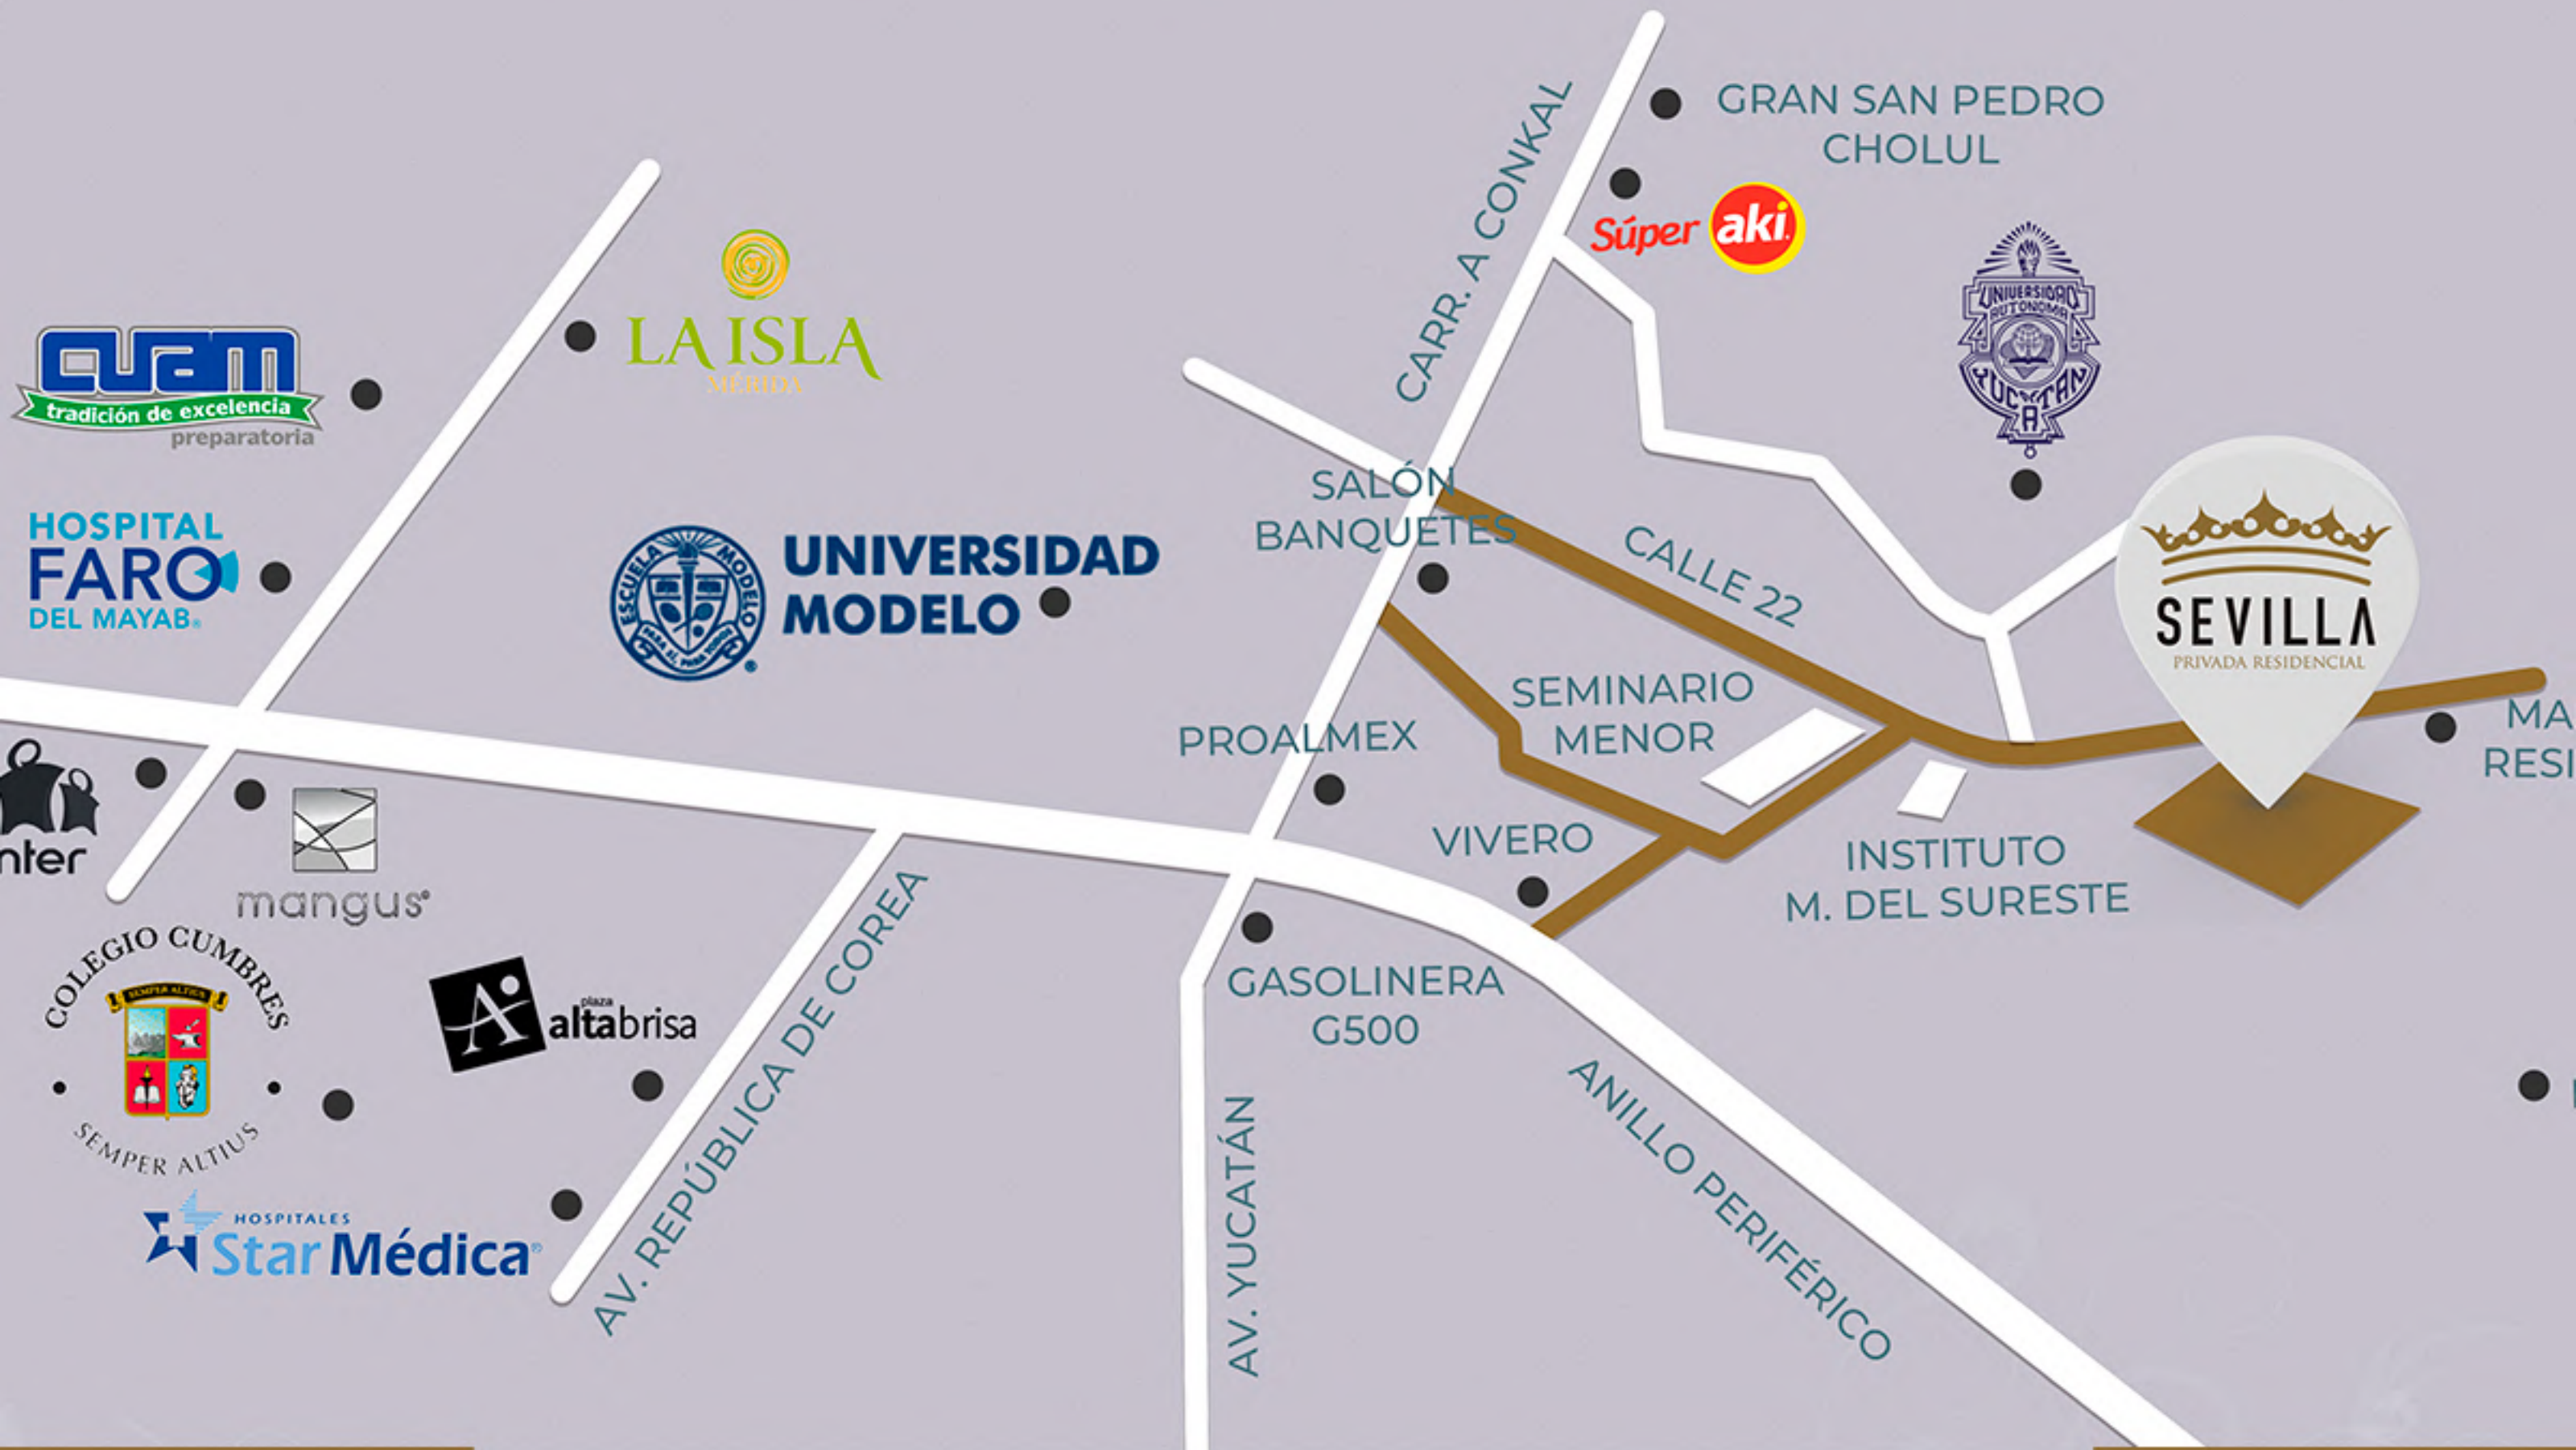 GRAN SAN PEDRO
CHOLUL
CARR. A CONKAL
Súper aki
UNIVERSIDAD
AUTONOMA
YUCATAN
LA ISLA
MÉRIDA
cuam
tradición de excelencia
preparatoria
HOSPITAL
FARO
DEL MAYAB®
ESCUELA MODELO
UNIVERSIDAD
MODELO
SALÓN
BANQUETES
CALLE 22
SEVILLA
PRIVADA RESIDENCIAL
SEMINARIO
MENOR
PROALMEX
MA
RESI
VIVERO
INSTITUTO
M. DEL SURESTE
nter
mangus®
COLEGIO CUMBRES
SEMPER ALTIUS
SEMPER ALTIUS
plaza
altabrisa
AV. REPÚBLICA DE COREA
GASOLINERA
G500
AV. YUCATÁN
ANILLO PERIFÉRICO
HOSPITALES
Star Médica®